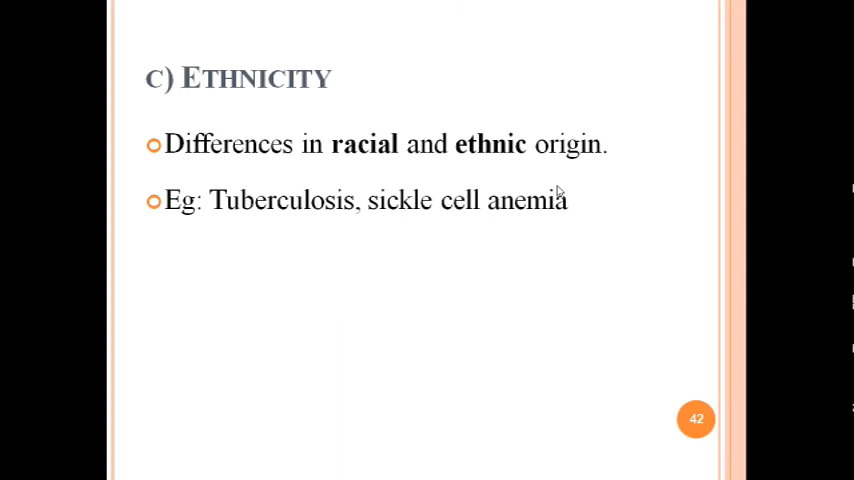 C) ETHNICITY
Differences in racial and ethnic origin.
Eg: Tuberculosis, sickle cell anemia
42